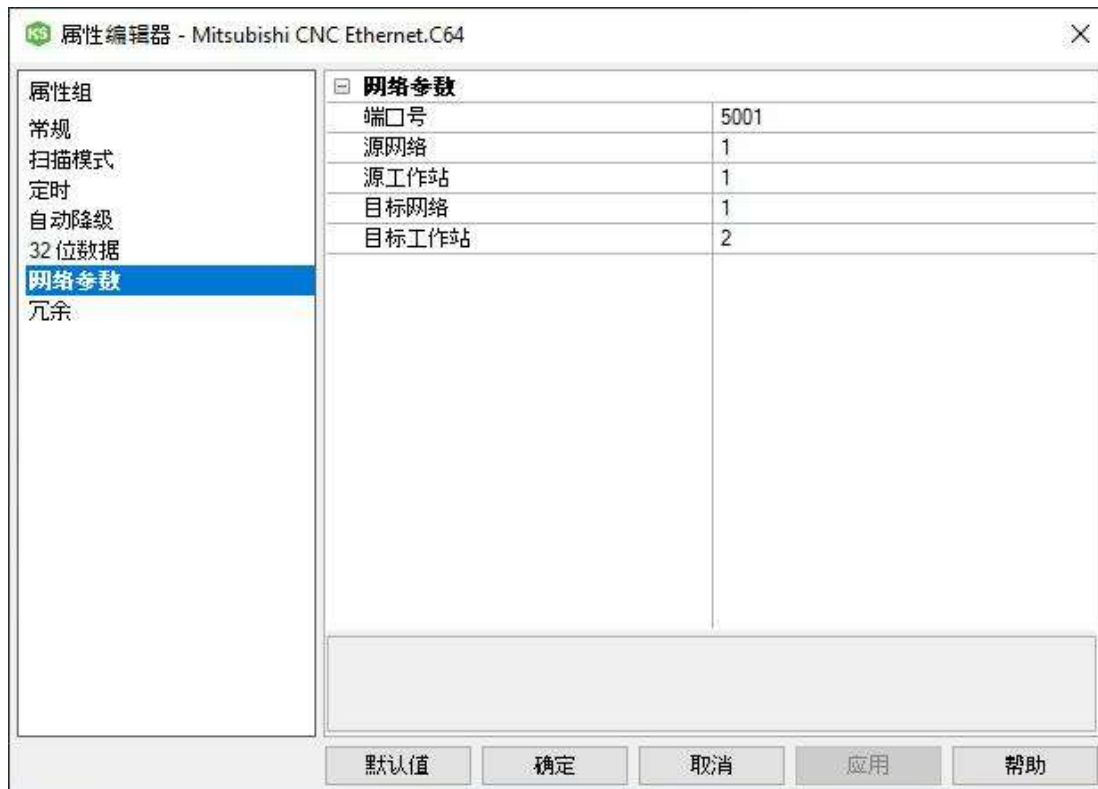 KS 属性编辑器 - Mitsubishi CNC Ethernet.C64
属性组
常规
扫描模式
定时
自动降级
32 位数据
网络参数
冗余
网络参数
端口号 5001
源网络 1
源工作站 1
目标网络 1
目标工作站 2
默认值 确定 取消 应用 帮助